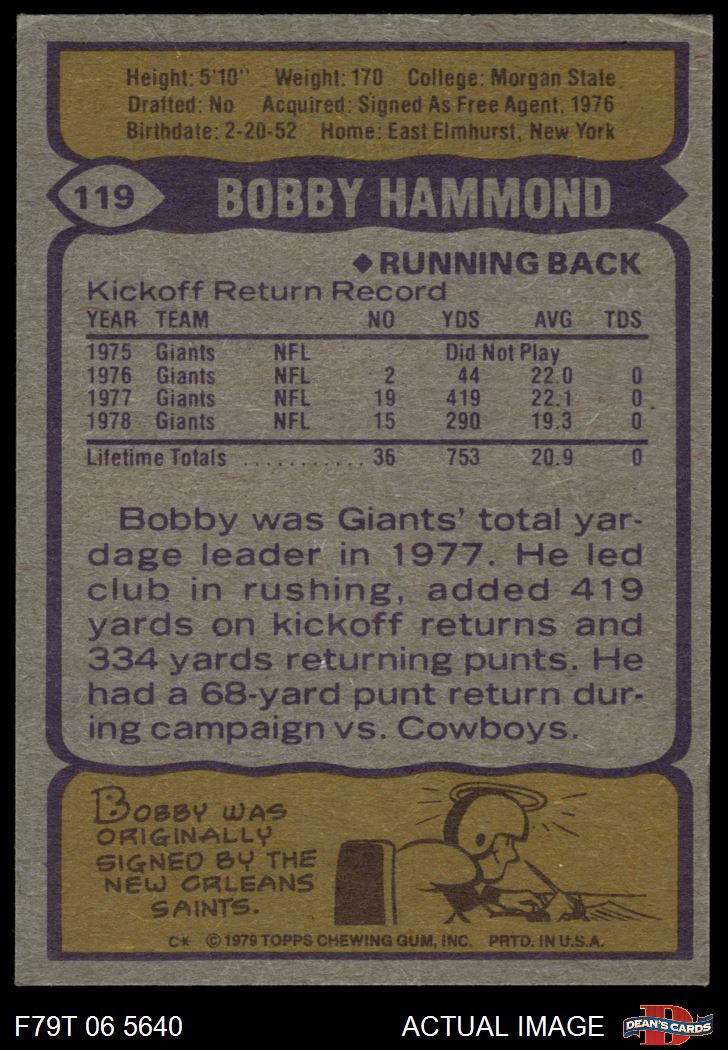 Height: 5'10" Weight: 170 College: Morgan State
Drafted: No Acquired: Signed As Free Agent, 1976
Birthdate: 2-20-52 Home: East Elmhurst, New York
119 BOBBY HAMMOND
◆RUNNING BACK
Kickoff Return Record
YEAR TEAM NO YDS AVG TDS
1975 Giants NFL Did Not Play
1976 Giants NFL 2 44 22.0 0
1977 Giants NFL 19 419 22.1 0
1978 Giants NFL 15 290 19.3 0
Lifetime Totals ............ 36 753 20.9 0
Bobby was Giants' total yar-
dage leader in 1977. He led
club in rushing, added 419
yards on kickoff returns and
334 yards returning punts. He
had a 68-yard punt return dur-
ing campaign vs. Cowboys.
BOBBY WAS
ORIGINALLY
SIGNED BY THE
NEW ORLEANS
SAINTS.
C* © 1979 TOPPS CHEWING GUM, INC. PRTD. IN U.S.A.
F79T 06 5640 ACTUAL IMAGE D DEAN'S CARDS